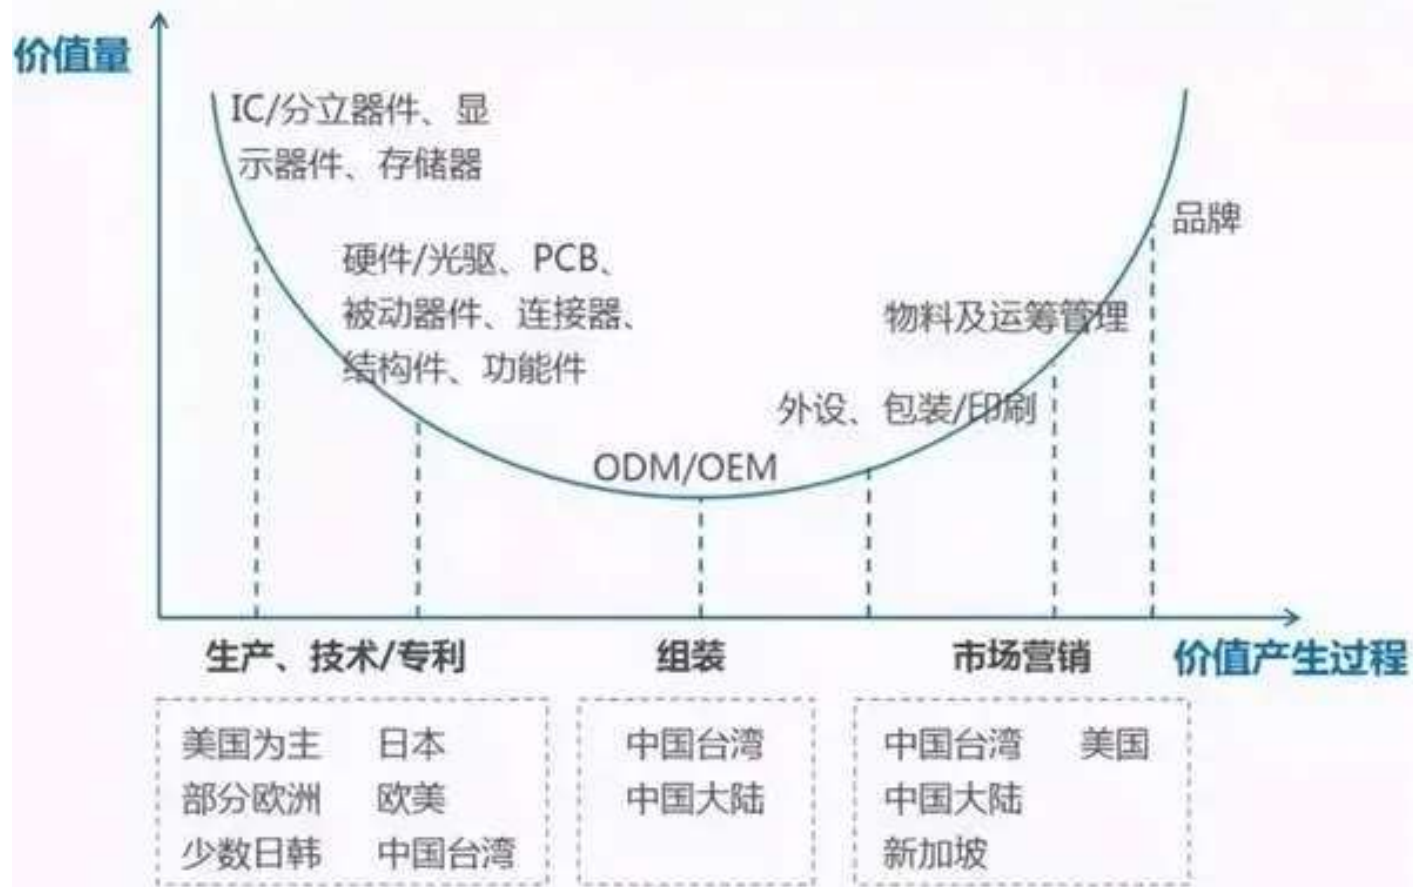 价值量
IC/分立器件、显
示器件、存储器
品牌
硬件/光驱、PCB、
被动器件、连接器、
结构件、功能件
物料及运筹管理
外设、包装/印刷
ODM/OEM
生产、技术/专利
组装
市场营销
价值产生过程
美国为主 日本
部分欧洲 欧美
少数日韩 中国台湾
中国台湾
中国大陆
中国台湾 美国
中国大陆
新加坡